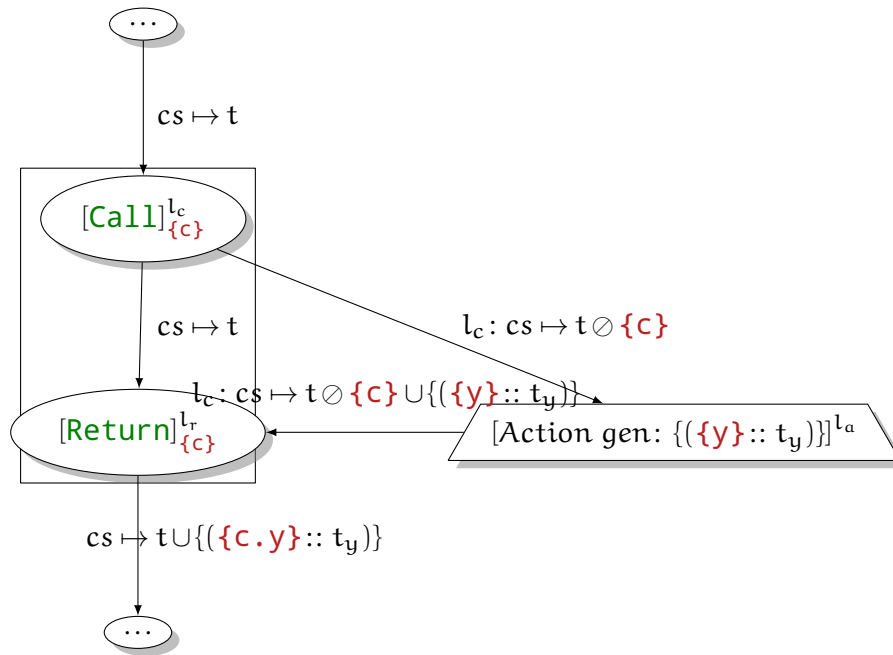 ...
cs ↦ t
[Call]^{l_c}_{{c}}
cs ↦ t
l_c: cs ↦ t ⊘ {c}
l_c: cs ↦ t ⊘ {c} ∪{({y}:: t_y)}
[Return]^{l_r}_{{c}}
[Action gen: {({y}:: t_y)}]^{l_a}
cs ↦ t ∪{({c.y}:: t_y)}
...